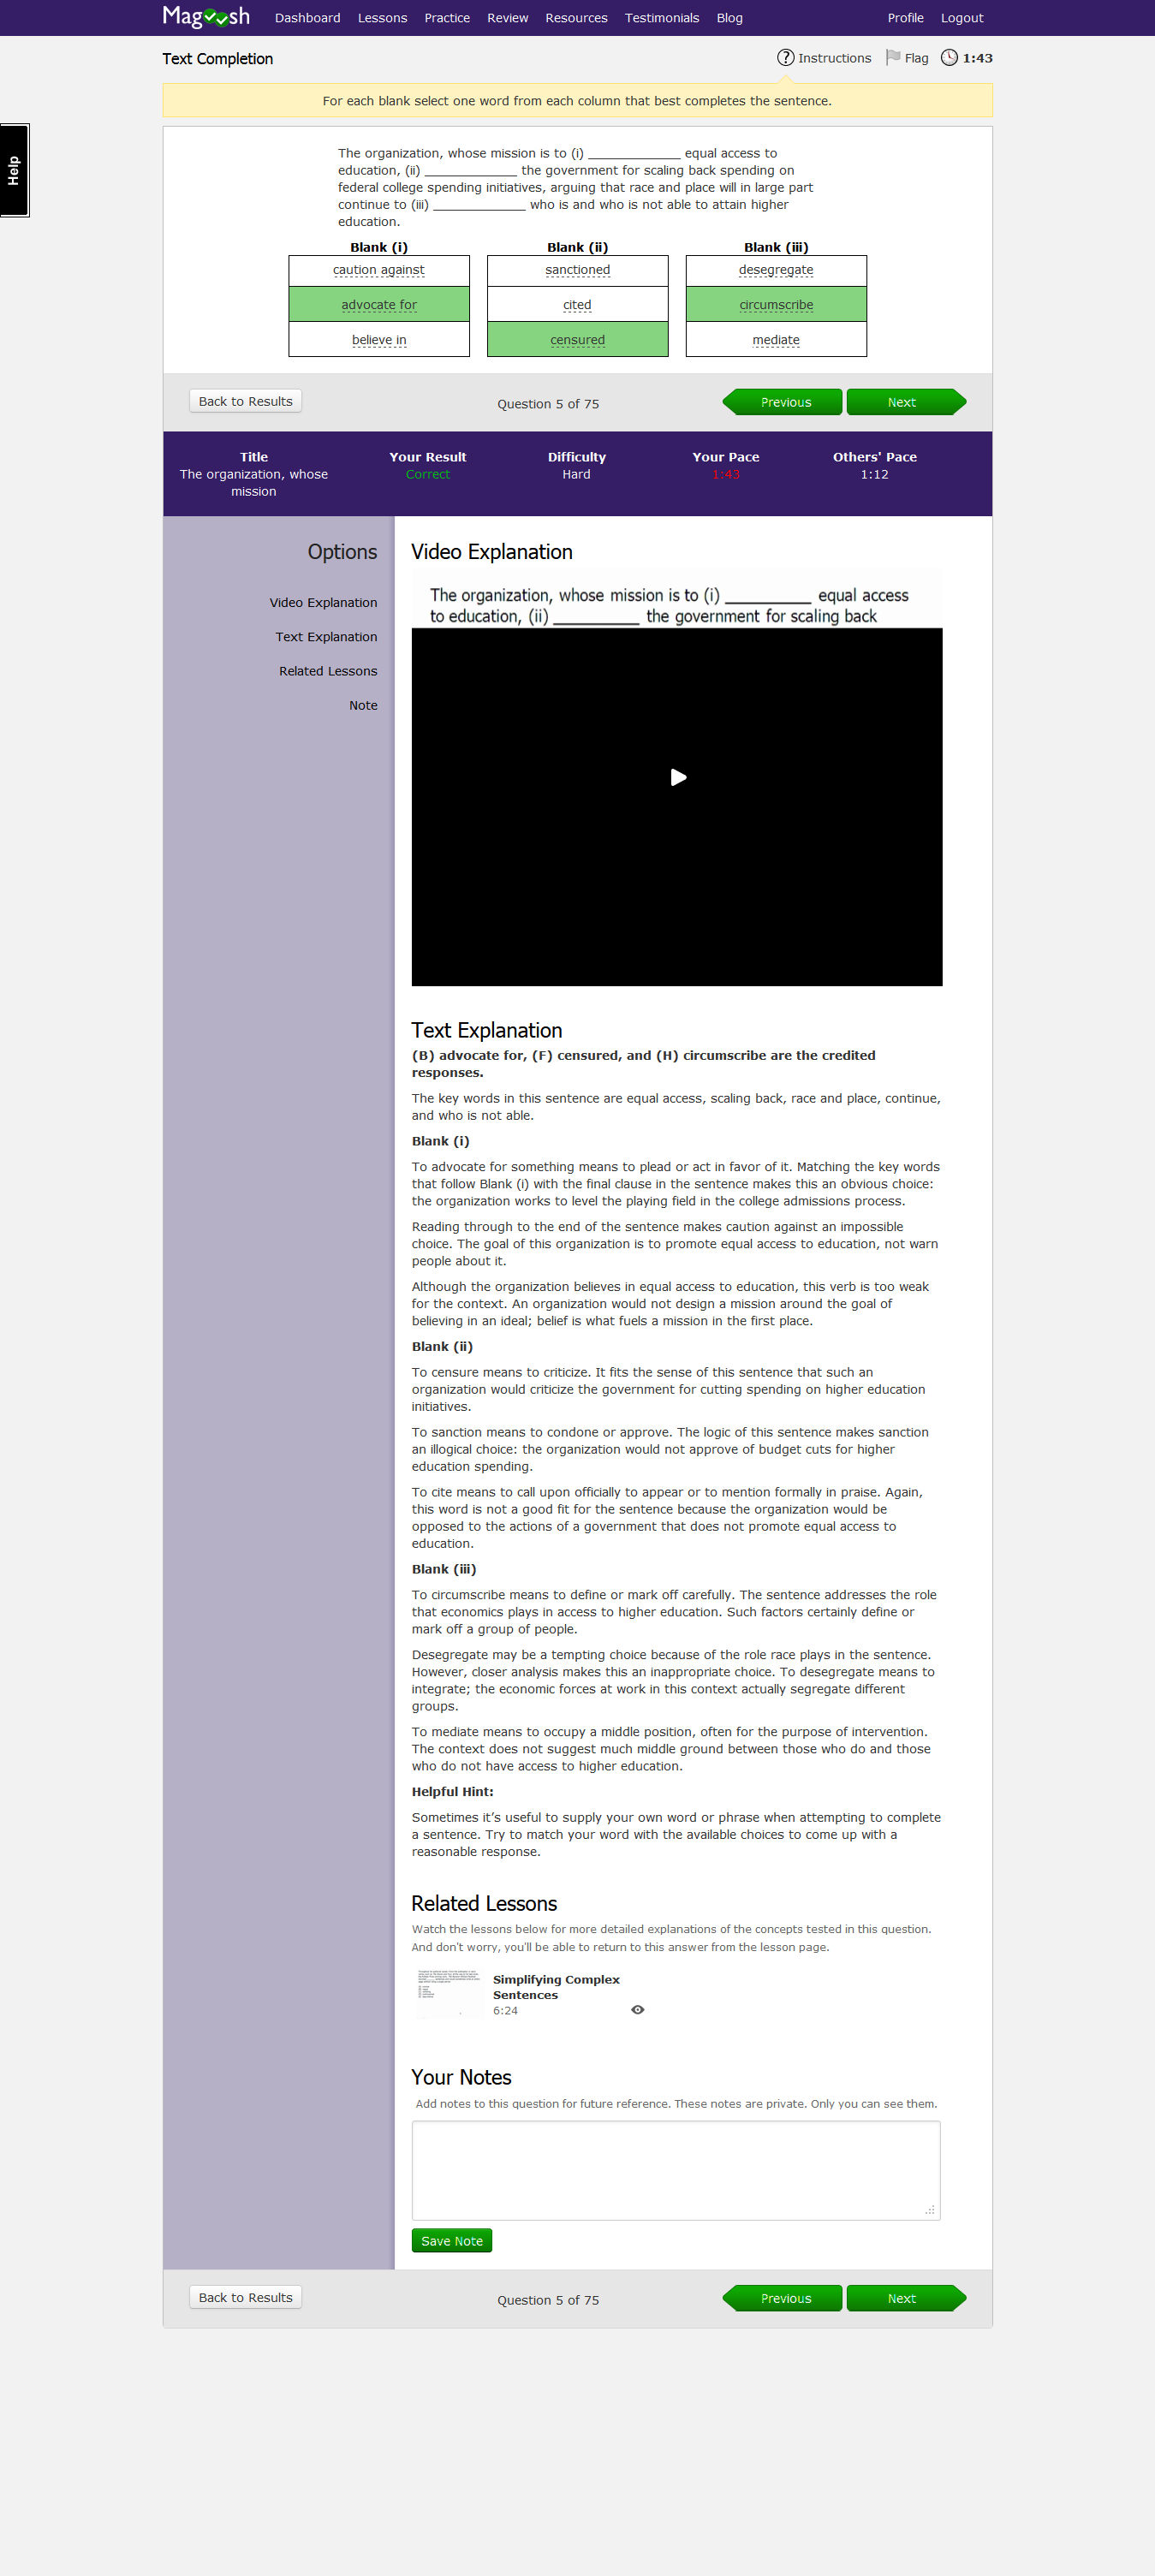 Magoosh Dashboard Lessons Practice Review Resources Testimonials Blog Profile Logout
Text Completion Instructions Flag 1:43
For each blank select one word from each column that best completes the sentence.
Help
The organization, whose mission is to (i) ______________ equal access to
education, (ii) ______________ the government for scaling back spending on
federal college spending initiatives, arguing that race and place will in large part
continue to (iii) ______________ who is and who is not able to attain higher
education.
Blank (i) Blank (ii) Blank (iii)
caution against sanctioned desegregate
advocate for cited circumscribe
believe in censured mediate
Back to Results Question 5 of 75 Previous Next
Title Your Result Difficulty Your Pace Others' Pace
The organization, whose Correct Hard 1:43 1:12
mission
Options
Video Explanation
Text Explanation
Related Lessons
Note
Video Explanation
The organization, whose mission is to (i) __________ equal access
to education, (ii) __________ the government for scaling back
Text Explanation
(B) advocate for, (F) censured, and (H) circumscribe are the credited
responses.
The key words in this sentence are equal access, scaling back, race and place, continue,
and who is not able.
Blank (i)
To advocate for something means to plead or act in favor of it. Matching the key words
that follow Blank (i) with the final clause in the sentence makes this an obvious choice:
the organization works to level the playing field in the college admissions process.
Reading through to the end of the sentence makes caution against an impossible
choice. The goal of this organization is to promote equal access to education, not warn
people about it.
Although the organization believes in equal access to education, this verb is too weak
for the context. An organization would not design a mission around the goal of
believing in an ideal; belief is what fuels a mission in the first place.
Blank (ii)
To censure means to criticize. It fits the sense of this sentence that such an
organization would criticize the government for cutting spending on higher education
initiatives.
To sanction means to condone or approve. The logic of this sentence makes sanction
an illogical choice: the organization would not approve of budget cuts for higher
education spending.
To cite means to call upon officially to appear or to mention formally in praise. Again,
this word is not a good fit for the sentence because the organization would be
opposed to the actions of a government that does not promote equal access to
education.
Blank (iii)
To circumscribe means to define or mark off carefully. The sentence addresses the role
that economics plays in access to higher education. Such factors certainly define or
mark off a group of people.
Desegregate may be a tempting choice because of the role race plays in the sentence.
However, closer analysis makes this an inappropriate choice. To desegregate means to
integrate; the economic forces at work in this context actually segregate different
groups.
To mediate means to occupy a middle position, often for the purpose of intervention.
The context does not suggest much middle ground between those who do and those
who do not have access to higher education.
Helpful Hint:
Sometimes it’s useful to supply your own word or phrase when attempting to complete
a sentence. Try to match your word with the available choices to come up with a
reasonable response.
Related Lessons
Watch the lessons below for more detailed explanations of the concepts tested in this question.
And don't worry, you'll be able to return to this answer from the lesson page.
Simplifying Complex
Sentences
6:24
Your Notes
Add notes to this question for future reference. These notes are private. Only you can see them.
Save Note
Back to Results Question 5 of 75 Previous Next